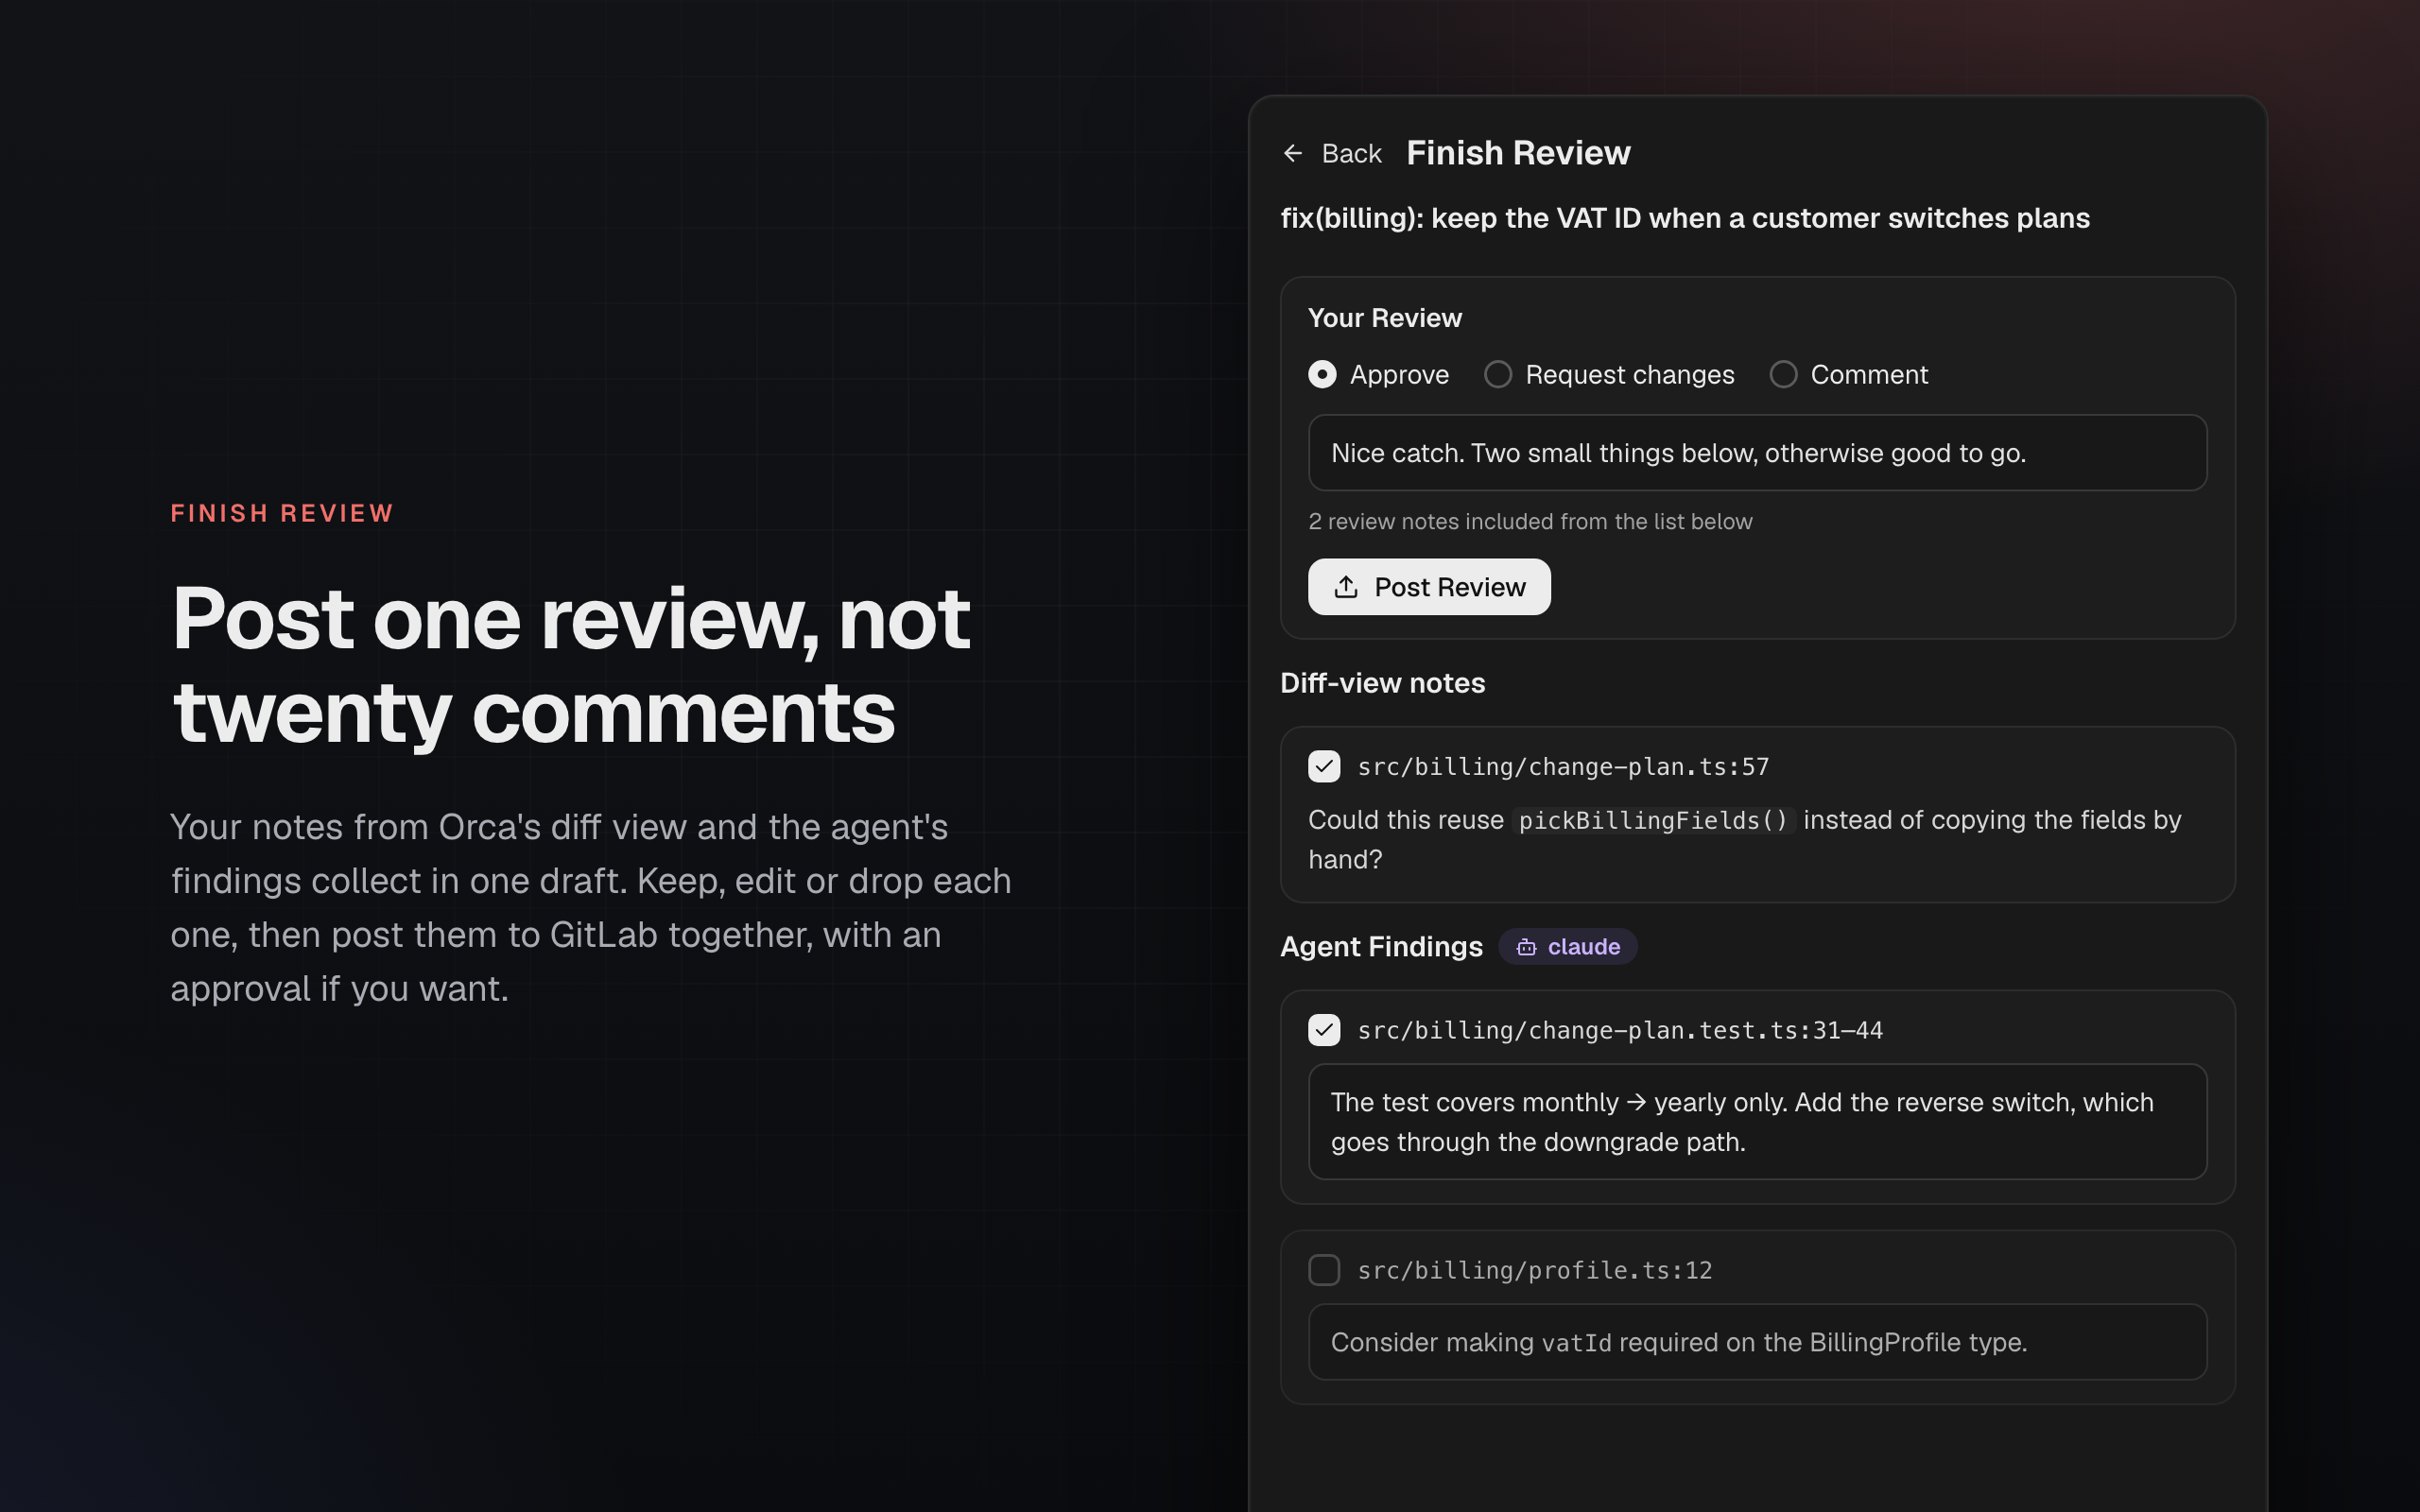 FINISH REVIEW
Post one review, not
twenty comments
Your notes from Orca's diff view and the agent's
findings collect in one draft. Keep, edit or drop each
one, then post them to GitLab together, with an
approval if you want.
Back Finish Review
fix(billing): keep the VAT ID when a customer switches plans
Your Review
Approve Request changes Comment
Nice catch. Two small things below, otherwise good to go.
2 review notes included from the list below
Post Review
Diff-view notes
src/billing/change-plan.ts:57
Could this reuse pickBillingFields() instead of copying the fields by
hand?
Agent Findings claude
src/billing/change-plan.test.ts:31–44
The test covers monthly → yearly only. Add the reverse switch, which
goes through the downgrade path.
src/billing/profile.ts:12
Consider making vatId required on the BillingProfile type.